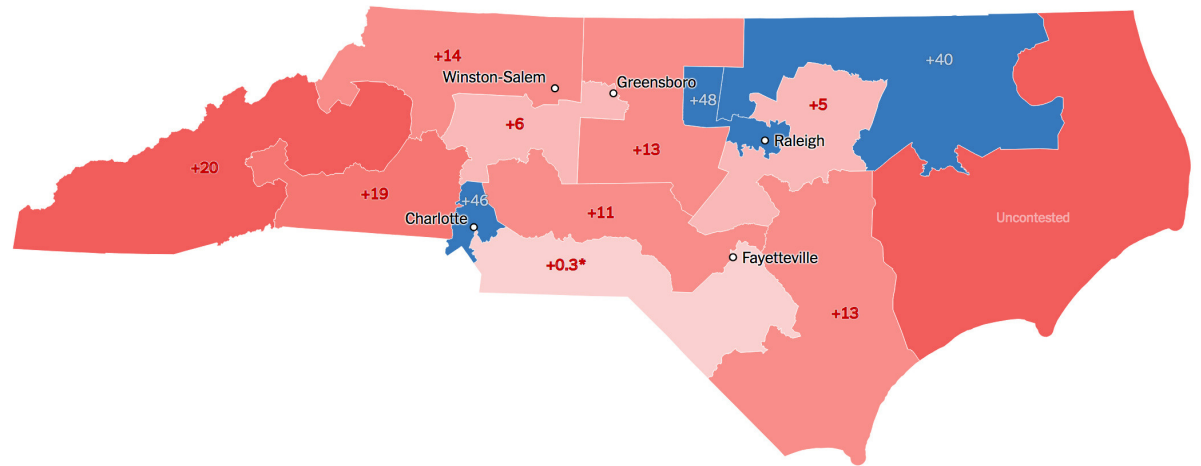 +14
Winston-Salem
Greensboro
+40
+48
+5
+6
Raleigh
+13
+20
+19
+46
Charlotte
+11
Uncontested
+0.3*
Fayetteville
+13